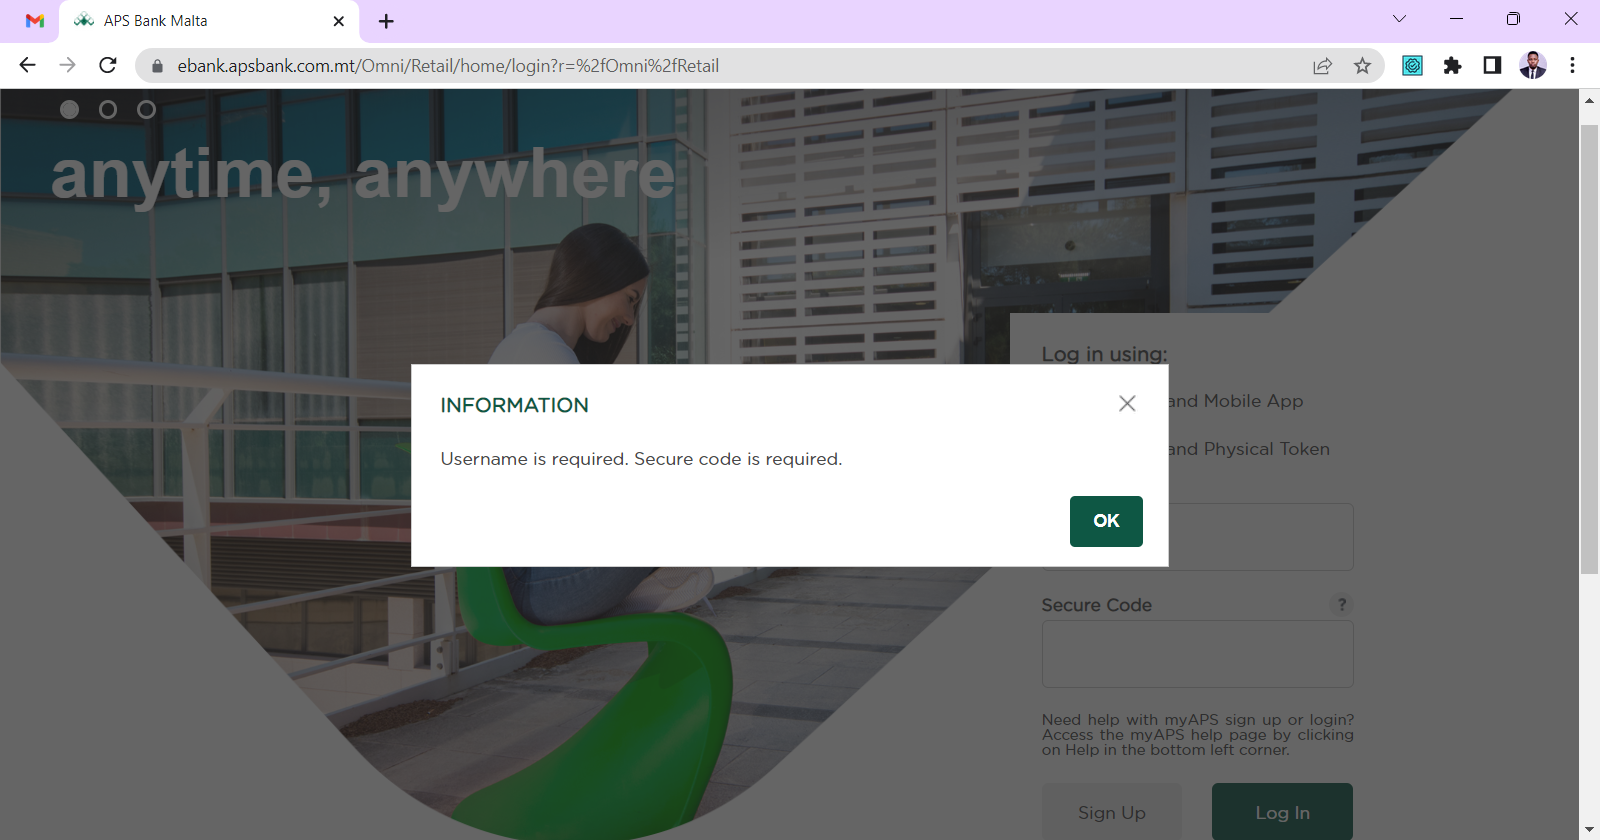 APS Bank Malta
ebank.apsbank.com.mt/Omni/Retail/home/login?r=%2fOmni%2fRetail
anytime, anywhere
Log in using:
and Mobile App
and Physical Token
INFORMATION
Username is required. Secure code is required.
OK
Secure Code
?
Need help with myAPS sign up or login?
Access the myAPS help page by clicking
on Help in the bottom left corner.
Sign Up
Log In